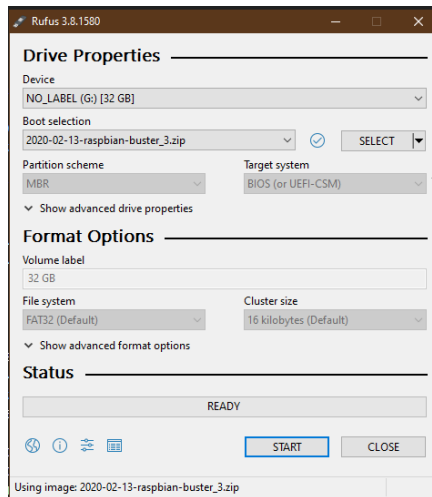 Rufus 3.8.1580
Drive Properties
Device
NO_LABEL (G:) [32 GB]
Boot selection
2020-02-13-raspbian-buster_3.zip SELECT
Partition scheme Target system
MBR BIOS (or UEFI-CSM)
Show advanced drive properties
Format Options
Volume label
32 GB
File system Cluster size
FAT32 (Default) 16 kilobytes (Default)
Show advanced format options
Status
READY
START CLOSE
Using image: 2020-02-13-raspbian-buster_3.zip